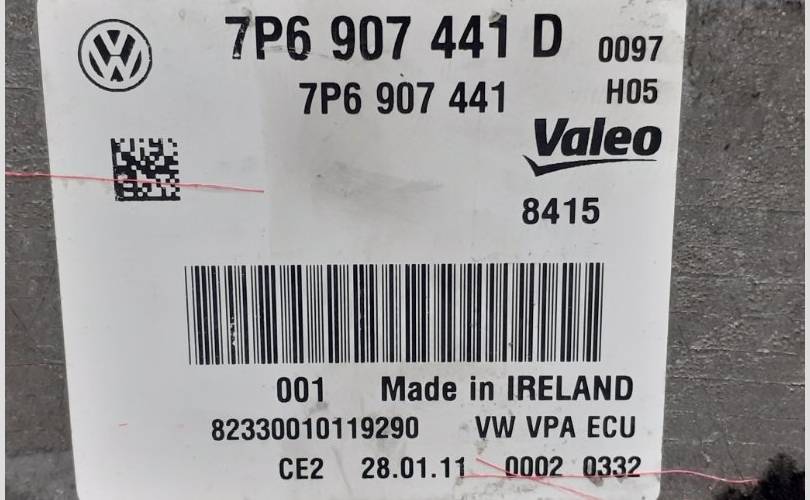 7P6 907 441 D 0097
7P6 907 441 H05
Valeo
8415
001 Made in IRELAND
82330010119290 VW VPA ECU
CE2 28.01.11 0002 0332